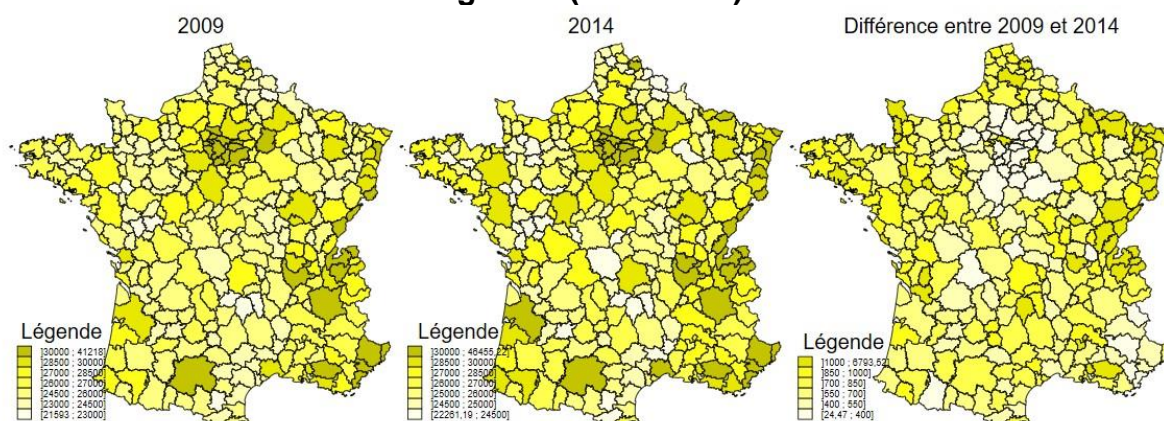 2009
2014
Différence entre 2009 et 2014
Légende
]30000 ; 41218]
]28500 ; 30000]
]27000 ; 28500]
]26000 ; 27000]
]24500 ; 26000]
]23000 ; 24500]
[21593 ; 23000]
Légende
]30000 ; 46455,22]
]28500 ; 30000]
]27000 ; 28500]
]26000 ; 27000]
]25000 ; 26000]
]24500 ; 25000]
[22261,19 ; 24500]
Légende
]1000 ; 6793,52]
]850 ; 1000]
]700 ; 850]
]550 ; 700]
]400 ; 550]
[24,47 ; 400]